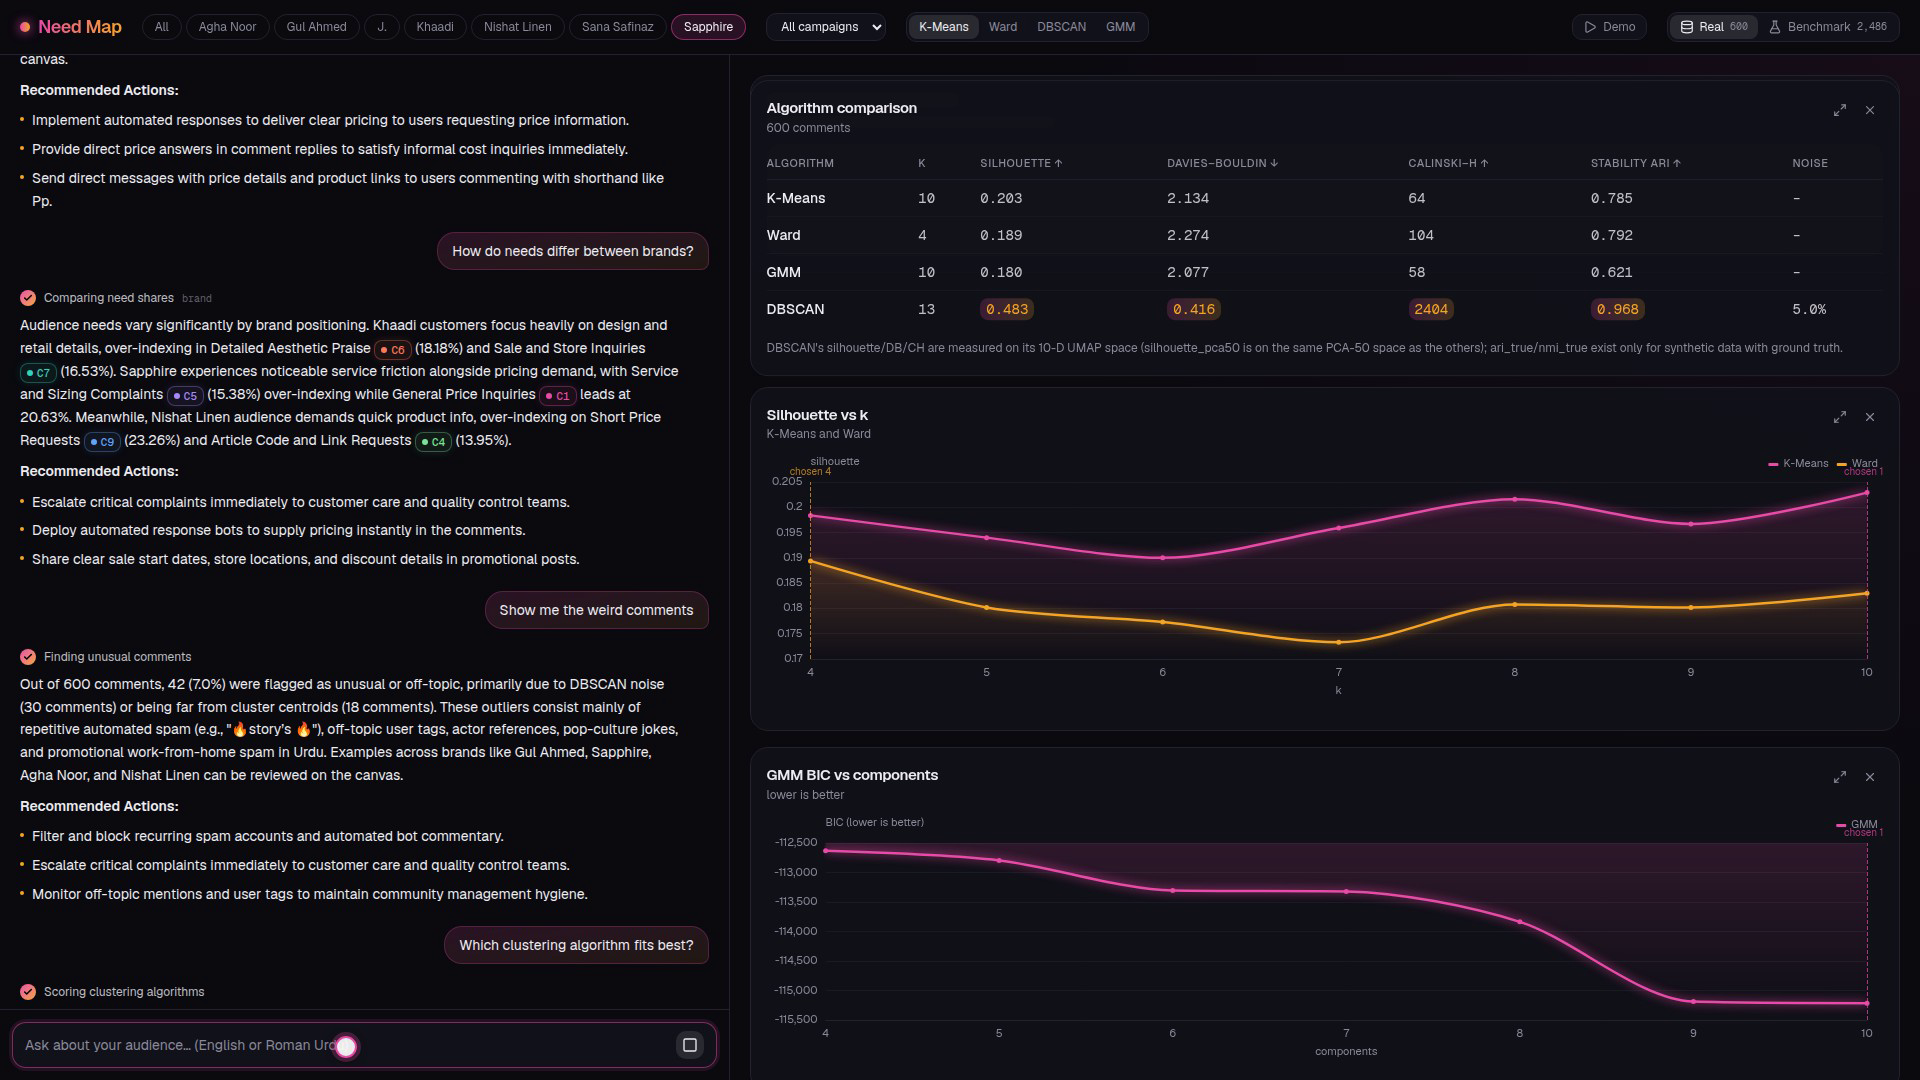 Need Map
All
Agha Noor
Gul Ahmed
J.
Khaadi
Nishat Linen
Sana Safinaz
Sapphire
All campaigns
K-Means
Ward
DBSCAN
GMM
Demo
Real 600
Benchmark 2,486
canvas.
Recommended Actions:
• Implement automated responses to deliver clear pricing to users requesting price information.
• Provide direct price answers in comment replies to satisfy informal cost inquiries immediately.
• Send direct messages with price details and product links to users commenting with shorthand like
Pp.
How do needs differ between brands?
Comparing need shares brand
Audience needs vary significantly by brand positioning. Khaadi customers focus heavily on design and
retail details, over-indexing in Detailed Aesthetic Praise • C6 (18.18%) and Sale and Store Inquiries
• C7 (16.53%). Sapphire experiences noticeable service friction alongside pricing demand, with Service
and Sizing Complaints • C5 (15.38%) over-indexing while General Price Inquiries • C1 leads at
20.63%. Meanwhile, Nishat Linen audience demands quick product info, over-indexing on Short Price
Requests • C9 (23.26%) and Article Code and Link Requests • C4 (13.95%).
Recommended Actions:
• Escalate critical complaints immediately to customer care and quality control teams.
• Deploy automated response bots to supply pricing instantly in the comments.
• Share clear sale start dates, store locations, and discount details in promotional posts.
Show me the weird comments
Finding unusual comments
Out of 600 comments, 42 (7.0%) were flagged as unusual or off-topic, primarily due to DBSCAN noise
(30 comments) or being far from cluster centroids (18 comments). These outliers consist mainly of
repetitive automated spam (e.g., "🔥story's 🔥"), off-topic user tags, actor references, pop-culture jokes,
and promotional work-from-home spam in Urdu. Examples across brands like Gul Ahmed, Sapphire,
Agha Noor, and Nishat Linen can be reviewed on the canvas.
Recommended Actions:
• Filter and block recurring spam accounts and automated bot commentary.
• Escalate critical complaints immediately to customer care and quality control teams.
• Monitor off-topic mentions and user tags to maintain community management hygiene.
Which clustering algorithm fits best?
Scoring clustering algorithms
Ask about your audience… (English or Roman Urd
Algorithm comparison
600 comments
ALGORITHM K SILHOUETTE ↑ DAVIES–BOULDIN ↓ CALINSKI–H ↑ STABILITY ARI ↑ NOISE
K-Means 10 0.203 2.134 64 0.785 –
Ward 4 0.189 2.274 104 0.792 –
GMM 10 0.180 2.077 58 0.621 –
DBSCAN 13 0.483 0.416 2404 0.968 5.0%
DBSCAN's silhouette/DB/CH are measured on its 10-D UMAP space (silhouette_pca50 is on the same PCA-50 space as the others); ari_true/nmi_true exist only for synthetic data with ground truth.
Silhouette vs k
K-Means and Ward
silhouette
K-Means Ward
chosen 4
chosen 1
0.205
0.2
0.195
0.19
0.185
0.18
0.175
0.17
4 5 6 7 8 9 10
k
GMM BIC vs components
lower is better
BIC (lower is better)
GMM
chosen 1
-112,500
-113,000
-113,500
-114,000
-114,500
-115,000
-115,500
4 5 6 7 8 9 10
components